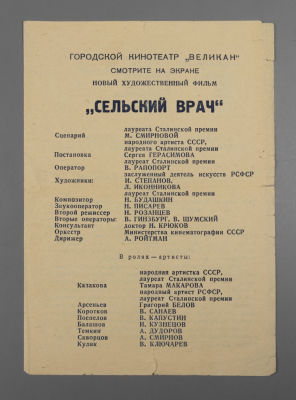 ГОРОДСКОЙ КИНОТЕАТР „ВЕЛИКАН“
СМОТРИТЕ НА ЭКРАНЕ
НОВЫЙ ХУДОЖЕСТВЕННЫЙ ФИЛЬМ
„СЕЛЬСКИЙ ВРАЧ“
лауреата Сталинской премии
Сценарий М. СМИРНОВОЙ
народного артиста СССР,
лауреата Сталинской премии
Постановка Сергея ГЕРАСИМОВА
лауреат Сталинской премии
Оператор В. РАПОПОРТ
заслуженный деятель искусств РСФСР
Художники: И. СТЕПАНОВ,
Л. ИКОННИКОВА
лауреат Сталинской премии
Композитор Н. БУДАШКИН
Звукооператор Н. ПИСАРЕВ
Второй режиссер Н. РОЗАНЦЕВ
Вторые операторы: В. ГИНЗБУРГ, В. ШУМСКИЙ
Консультант доктор Н. КРЮКОВ
Оркестр Министерства кинематографии СССР
Дирижер А. РОЙТМАН
В ролях — артисты:
народная артистка СССР,
лауреат Сталинской премии
Казакова Тамара МАКАРОВА
народный артист РСФСР,
лауреат Сталинской премии
Арсеньев Григорий БЕЛОВ
Коротков В. САНАЕВ
Поспелов В. КАПУСТИН
Балашов И. КУЗНЕЦОВ
Темкин А. ДУДОРОВ
Скворцов А. СМИРНОВ
Кулик В. КЛЮЧАРЕВ